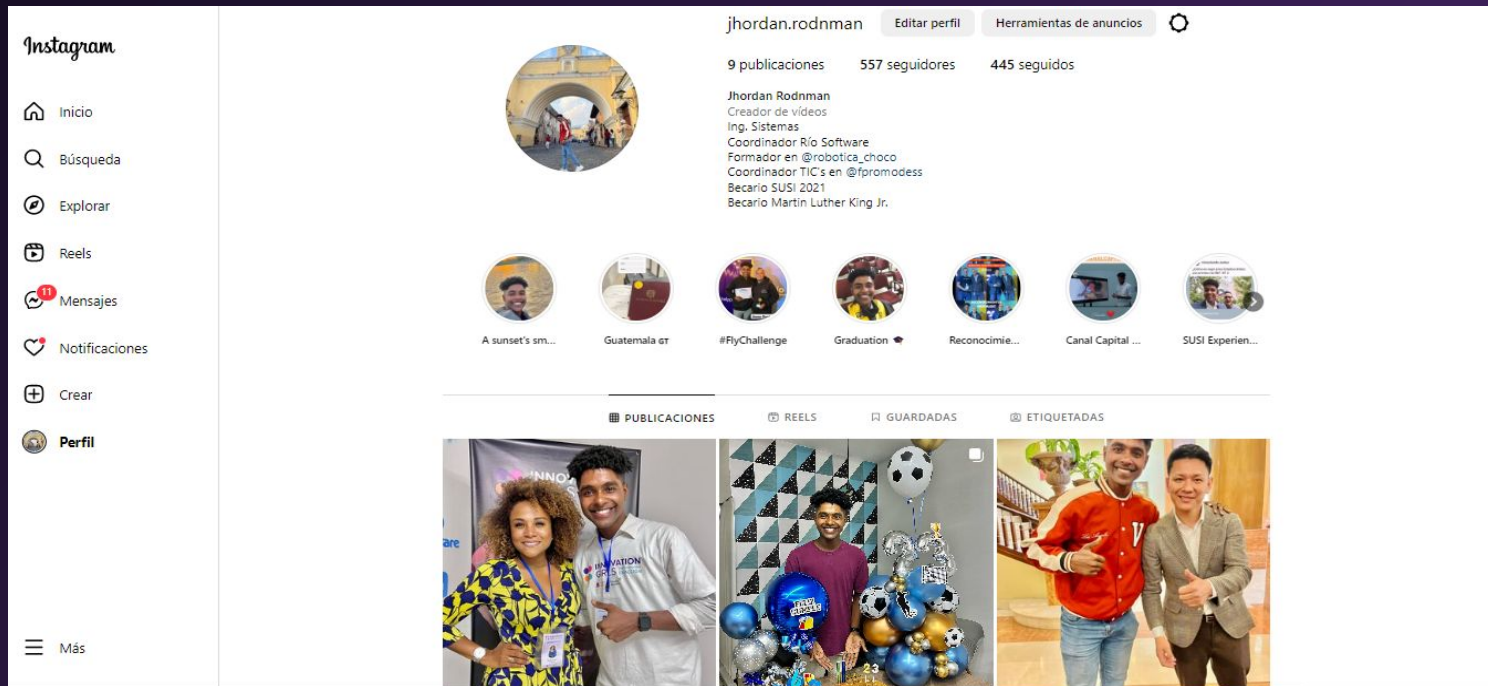 Instagram
Inicio
Búsqueda
Explorar
Reels
11
Mensajes
Notificaciones
Crear
Perfil
Más
jhordan.rodnman
Editar perfil
Herramientas de anuncios
9 publicaciones 557 seguidores 445 seguidos
Jhordan Rodnman
Creador de vídeos
Ing. Sistemas
Coordinador Río Software
Formador en @robotica_choco
Coordinador TIC's en @fpromodess
Becario SUSI 2021
Becario Martin Luther King Jr.
A sunset's sm...
Guatemala GT
#FlyChallenge
Graduation
Reconocimie...
Canal Capital ...
SUSI Experien...
PUBLICACIONES
REELS
GUARDADAS
ETIQUETADAS
V
23